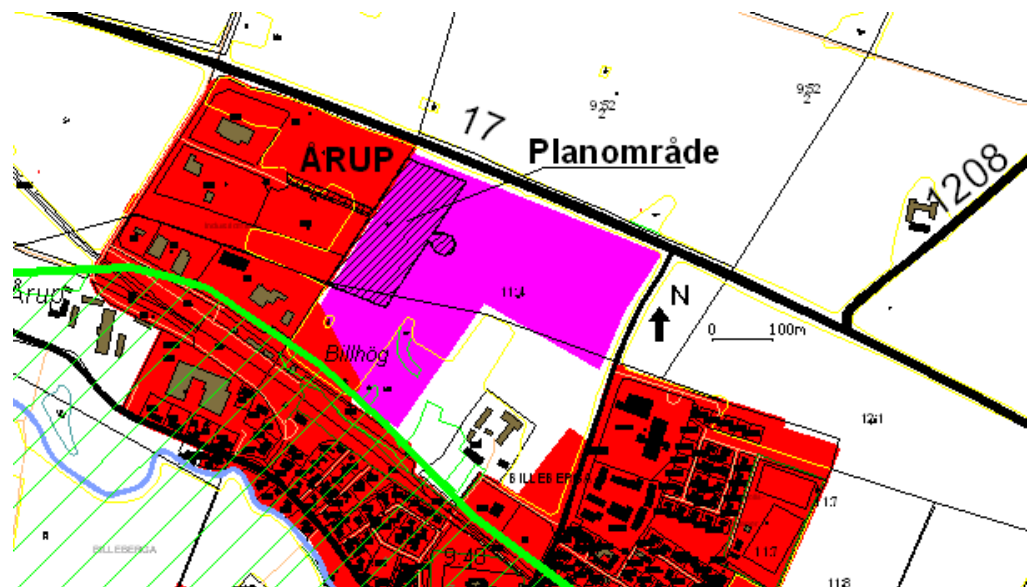 17
9:52
2
9:52
2
ÅRUP
Planområde
1208
N
0 100m
11:4
Årup
Billhög
12:1
BILLEBERGA
11:7
11:7
9:48
11:8
BILLEBERGA